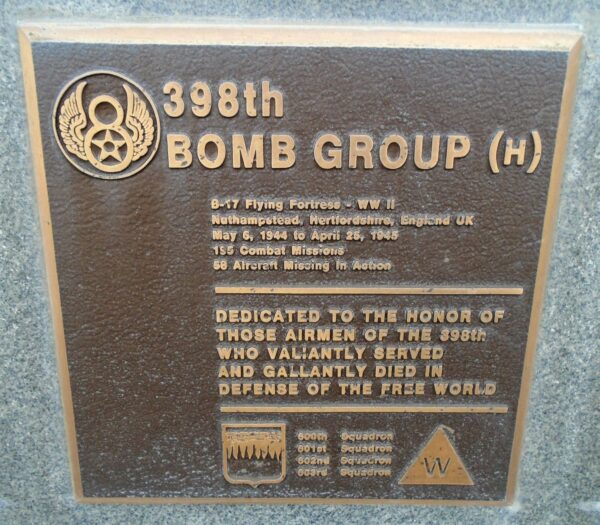 398th
BOMB GROUP (H)
B-17 Flying Fortress - WW II
Nuthampstead, Hertfordshire, England UK
May 6, 1944 to April 25, 1945
195 Combat Missions
58 Aircraft Missing in Action
DEDICATED TO THE HONOR OF
THOSE AIRMEN OF THE 398th
WHO VALIANTLY SERVED
AND GALLANTLY DIED IN
DEFENSE OF THE FREE WORLD
600th Squadron
601st Squadron
602nd Squadron
603rd Squadron
W